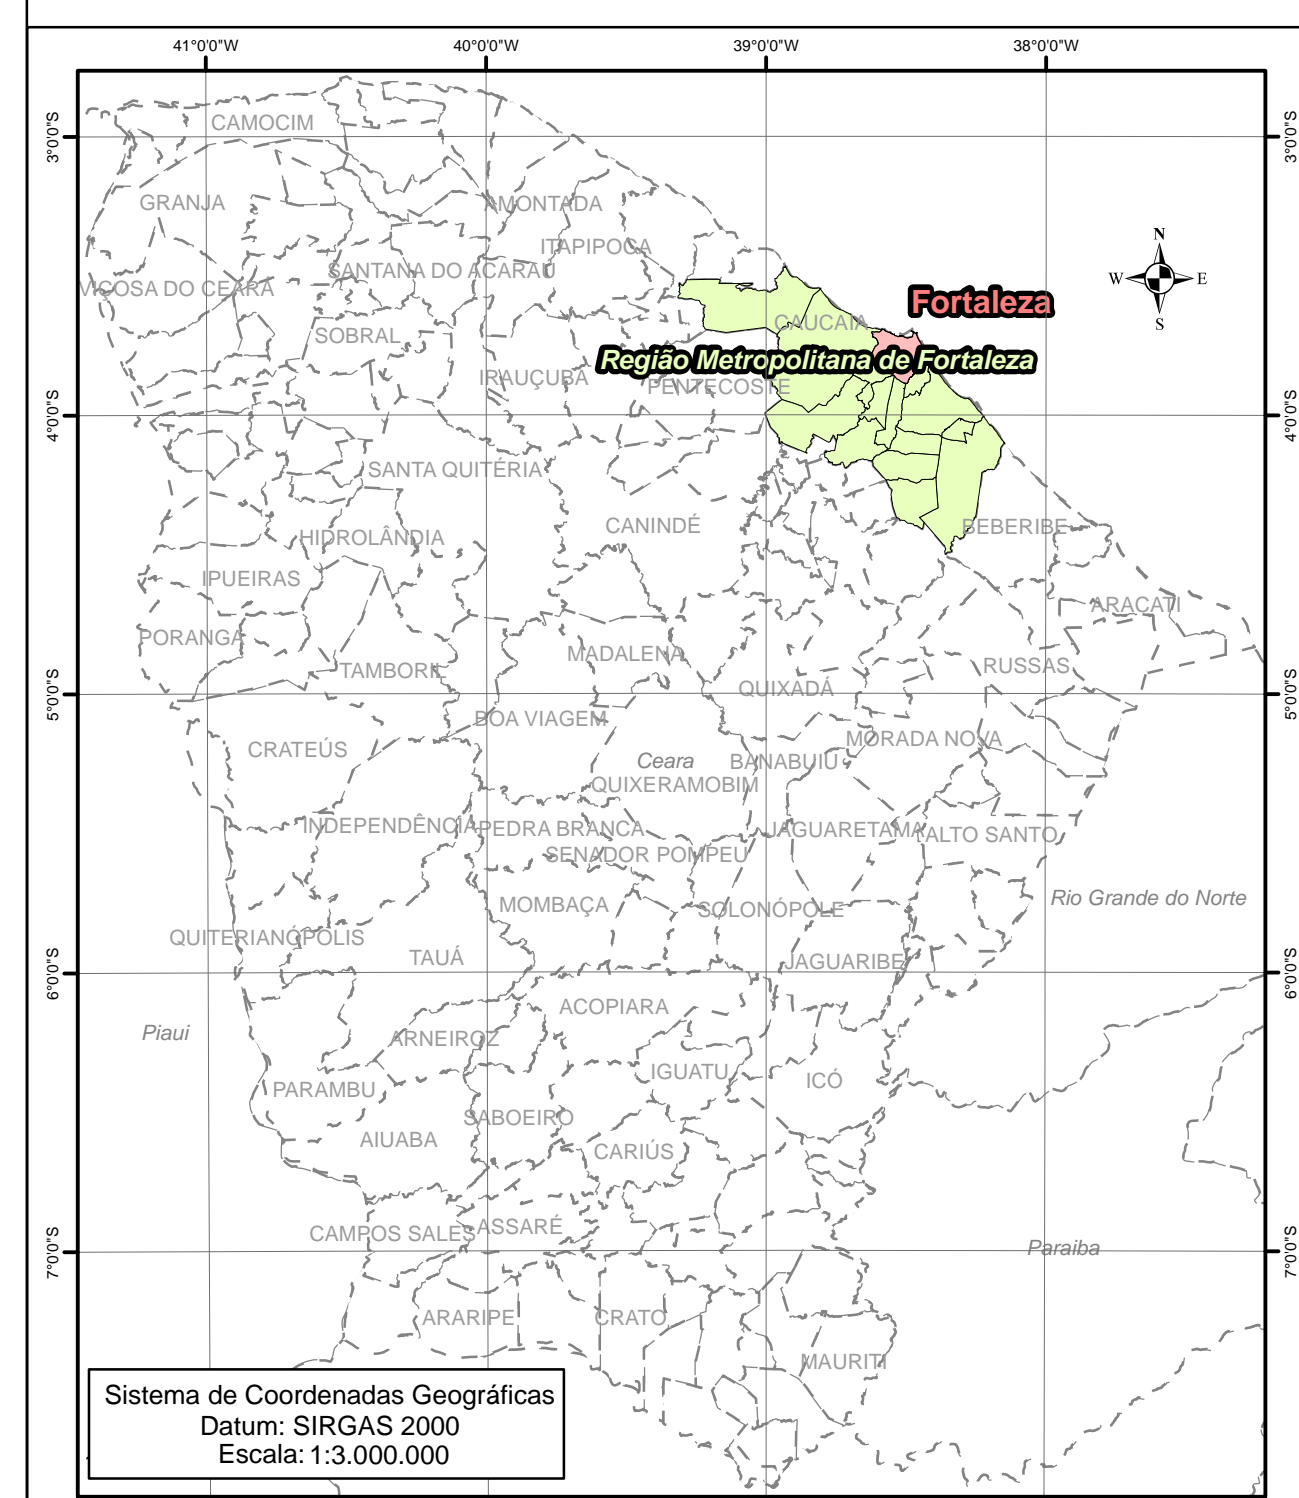 41°0'0"W 40°0'0"W 39°0'0"W 38°0'0"W
CAMOCIM
3°0'0"S 3°0'0"S
GRANJA AMONTADA
ITAPIPOCA
N
W E
S
SANTANA DO ACARAÚ
VIÇOSA DO CEARÁ
Fortaleza
CAUCAIA
SOBRAL
Região Metropolitana de Fortaleza
IRAUÇUBA
PENTECOSTE
4°0'0"S 4°0'0"S
SANTA QUITÉRIA
CANINDÉ
BEBERIBE
HIDROLÂNDIA
IPUEIRAS
ARACATI
PORANGA
MADALENA
RUSSAS
TAMBORIL
QUIXADÁ
5°0'0"S 5°0'0"S
BOA VIAGEM
MORADA NOVA
CRATEÚS
Ceara
BANABUIÚ
QUIXERAMOBIM
INDEPENDÊNCIA
PEDRA BRANCA
JAGUARETAMA
ALTO SANTO
SENADOR POMPEU
Rio Grande do Norte
MOMBAÇA
SOLONÓPOLE
QUITERIANÓPOLIS
TAUÁ
JAGUARIBE
6°0'0"S 6°0'0"S
ACOPIARA
Piaui
ARNEIROZ
IGUATU
ICÓ
PARAMBU
SABOEIRO
AIUABA
CARIÚS
CAMPOS SALES
ASSARÉ
Paraiba
7°0'0"S 7°0'0"S
ARARIPE
CRATO
MAURITI
Sistema de Coordenadas Geográficas
Datum: SIRGAS 2000
Escala: 1:3.000.000